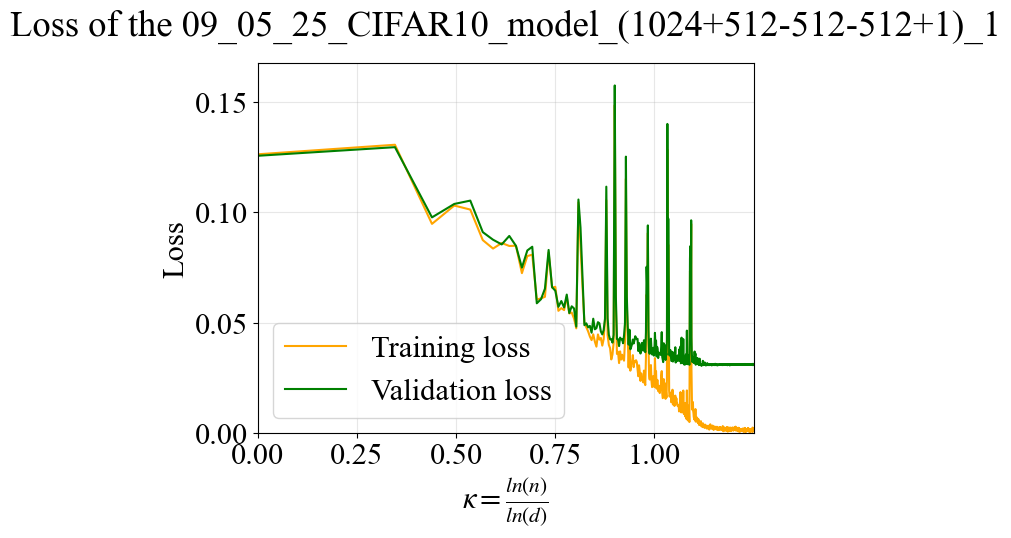 Loss of the 09_05_25_CIFAR10_model_(1024+512-512-512+1)_1
0.15
0.10
0.05
0.00
Loss
Training loss
Validation loss
0.00 0.25 0.50 0.75 1.00
κ = ln(n)/ln(d)